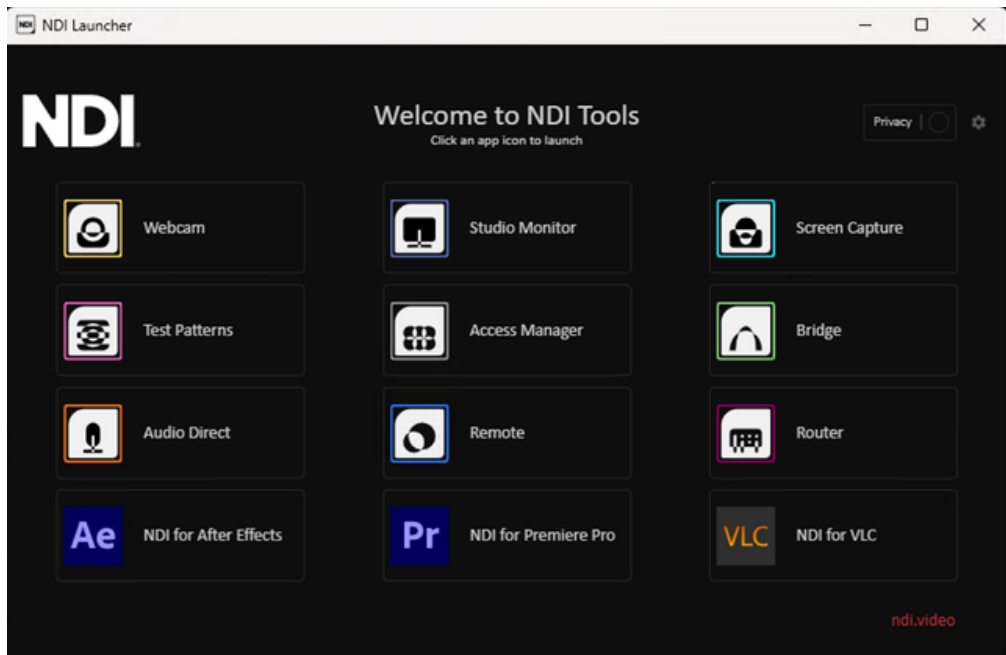 NDI NDI Launcher
NDI.
Welcome to NDI Tools
Click an app icon to launch
Privacy |
Webcam
Studio Monitor
Screen Capture
Test Patterns
Access Manager
Bridge
Audio Direct
Remote
Router
Ae NDI for After Effects
Pr NDI for Premiere Pro
VLC NDI for VLC
ndi.video